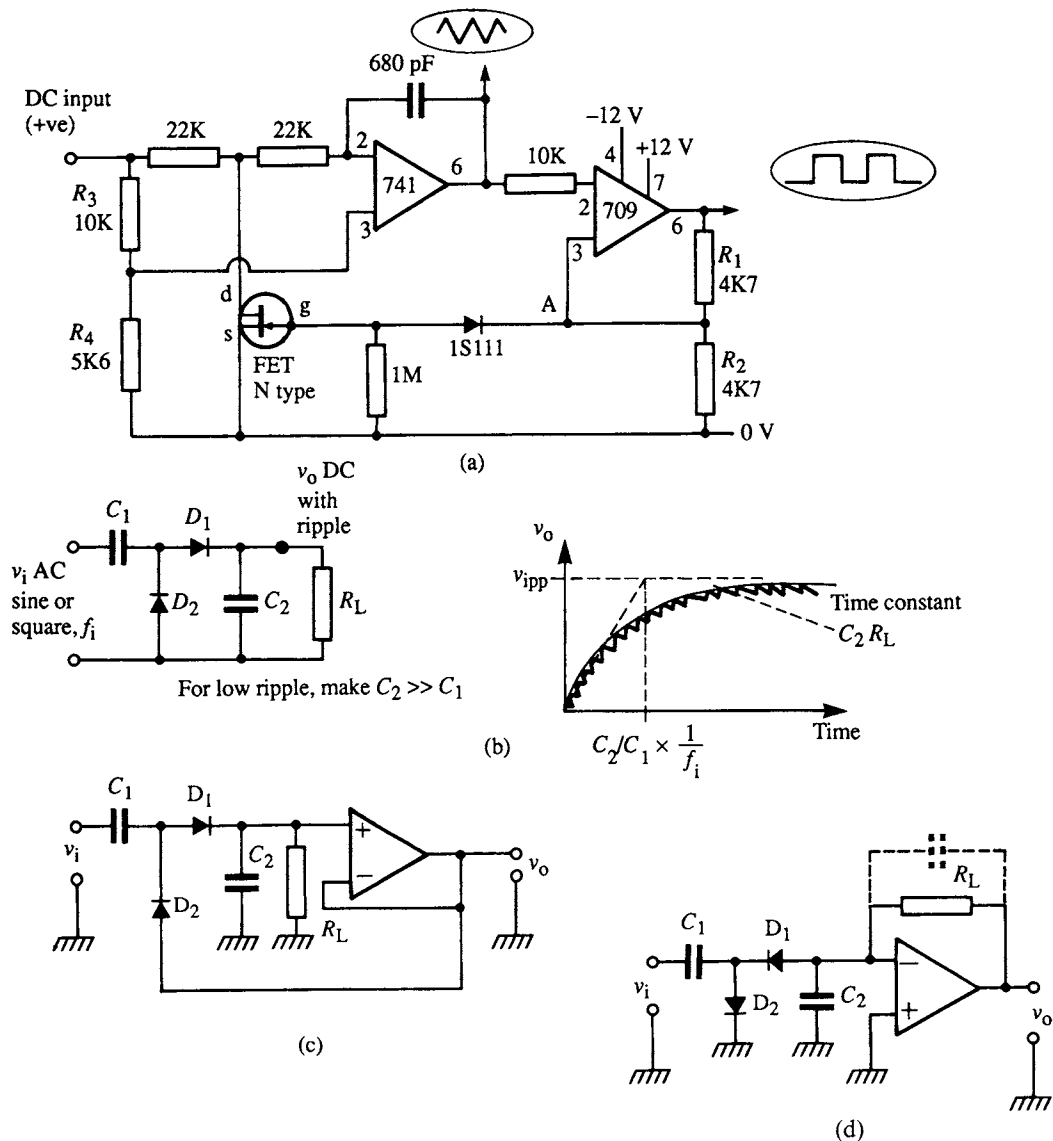 680 pF
DC input
(+ve)
22K
22K
2
741
6
3
10K
−12 V
4
+12 V
7
2
709
6
3
R3
10K
R1
4K7
d
g
A
s
1S111
R4
5K6
FET
N type
1M
R2
4K7
0 V
(a)
vo DC
with
ripple
C1
D1
vi AC
sine or
square, fi
D2
C2
RL
For low ripple, make C2 >> C1
vo
vipp
Time constant
C2 RL
Time
C2/C1 × 1/fi
(b)
C1
D1
+
vi
C2
−
vo
D2
RL
(c)
RL
C1
D1
−
vi
D2
C2
+
vo
(d)